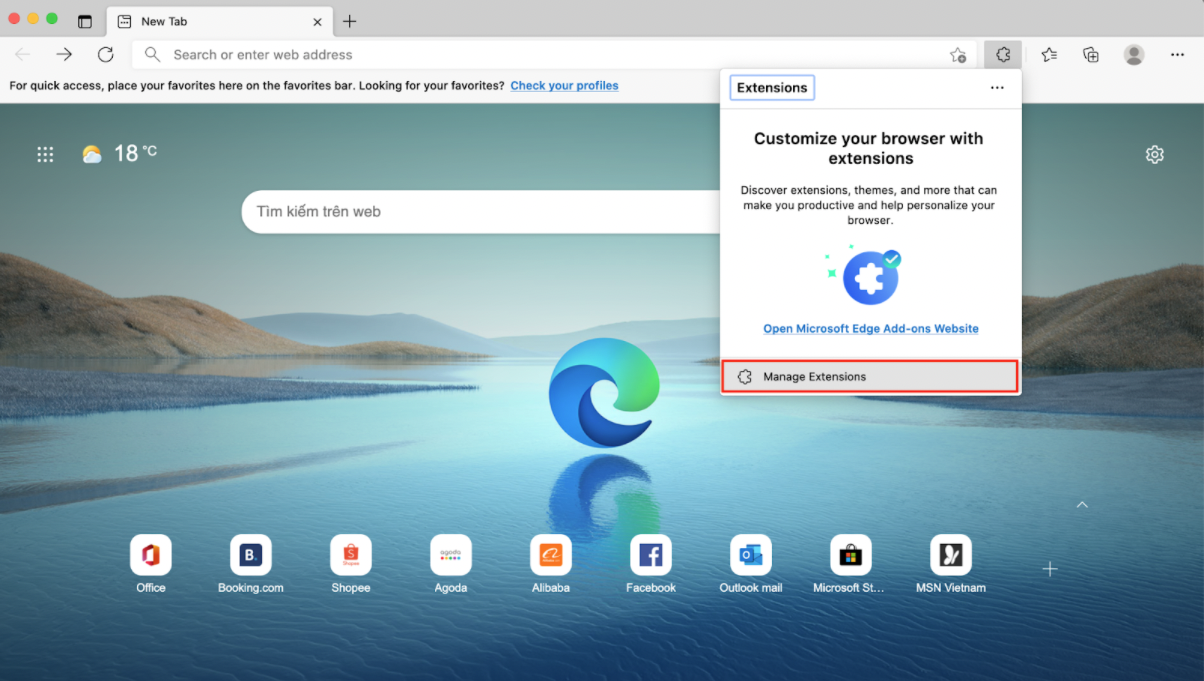 New Tab
Search or enter web address
For quick access, place your favorites here on the favorites bar. Looking for your favorites? Check your profiles
Extensions
Customize your browser with
extensions
Discover extensions, themes, and more that can
make you productive and help personalize your
browser.
Open Microsoft Edge Add-ons Website
Manage Extensions
18 °C
Tìm kiếm trên web
B.
Shopee
agoda
Office
Booking.com
Shopee
Agoda
Alibaba
Facebook
Outlook mail
Microsoft St...
MSN Vietnam